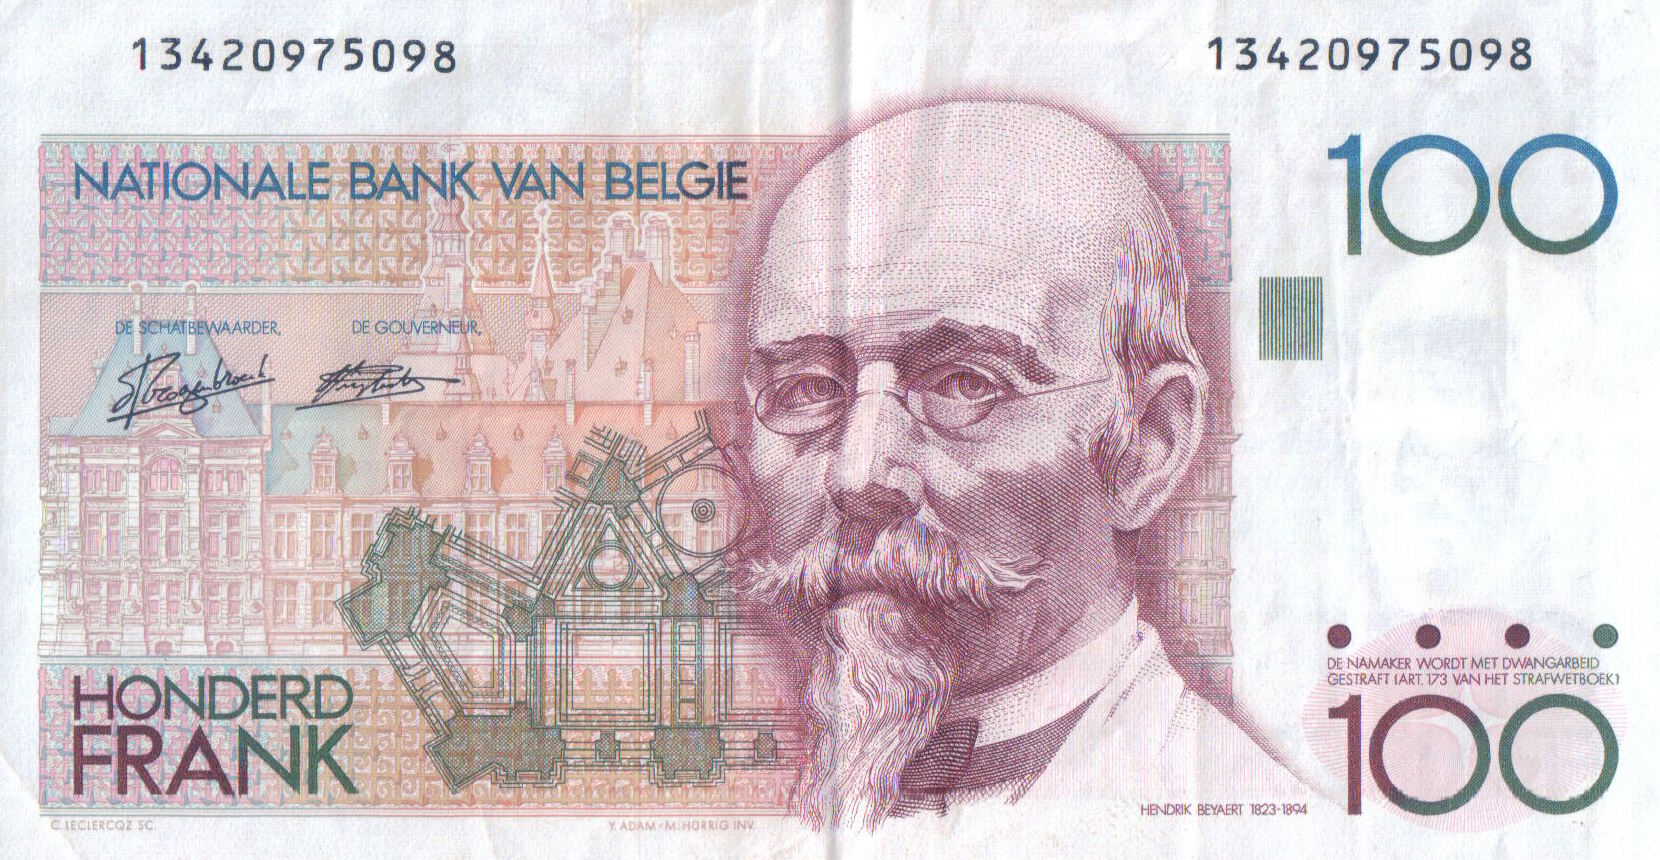 13420975098 13420975098
NATIONALE BANK VAN BELGIE 100
DE SCHATBEWAARDER, DE GOUVERNEUR,
DE NAMAKER WORDT MET DWANGARBEID
GESTRAFT (ART. 173 VAN HET STRAFWETBOEK)
HONDERD
FRANK
100
HENDRIK BEYAERT 1823-1894
C. LECLERCQZ SC. Y. ADAM - M. HÜRRIG INV.